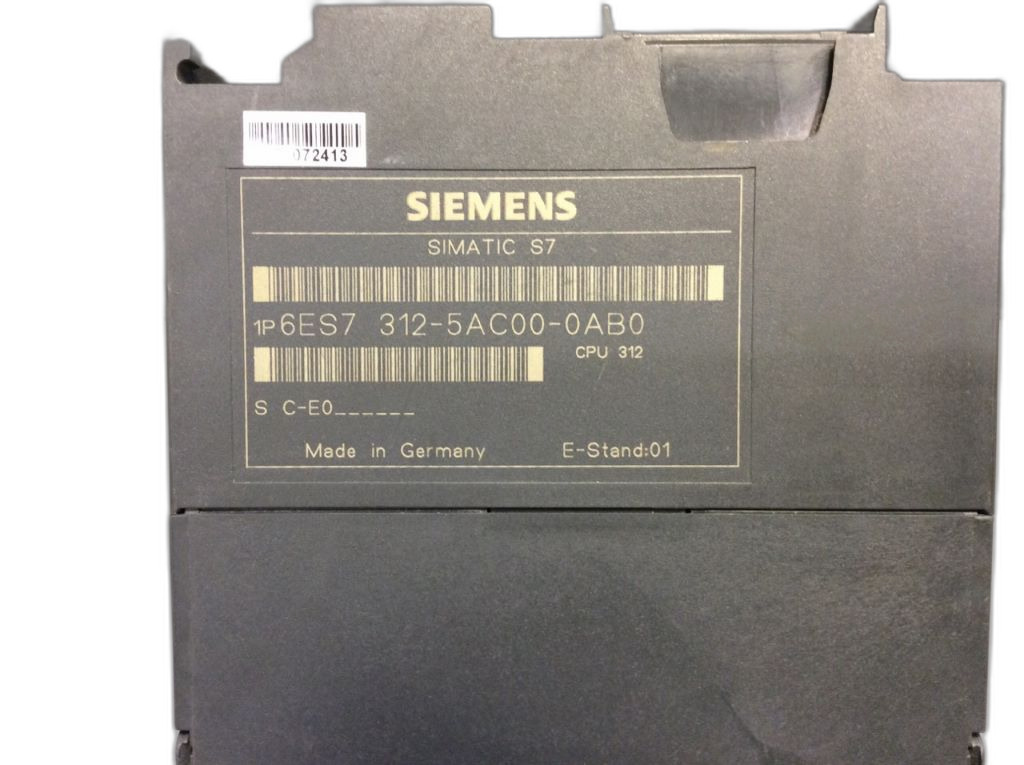 072413
SIEMENS
SIMATIC S7
1P 6ES7 312-5AC00-0AB0
CPU 312
S C-E0______
Made in Germany E-Stand:01